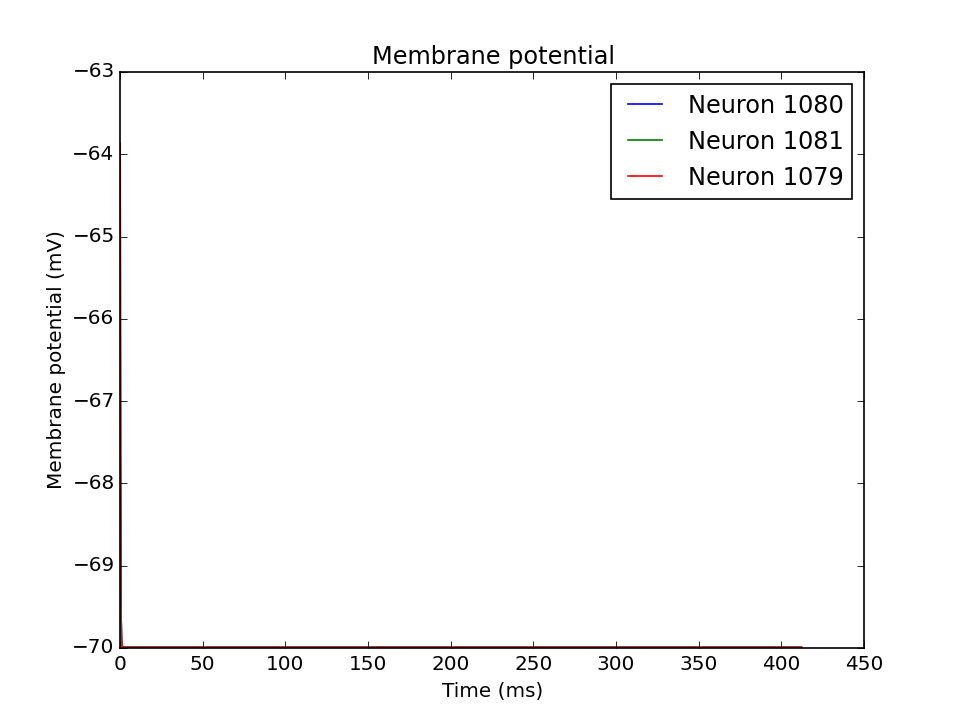 Membrane potential
Neuron 1080
Neuron 1081
Neuron 1079
Membrane potential (mV)
−63
−64
−65
−66
−67
−68
−69
−70
0 50 100 150 200 250 300 350 400 450
Time (ms)